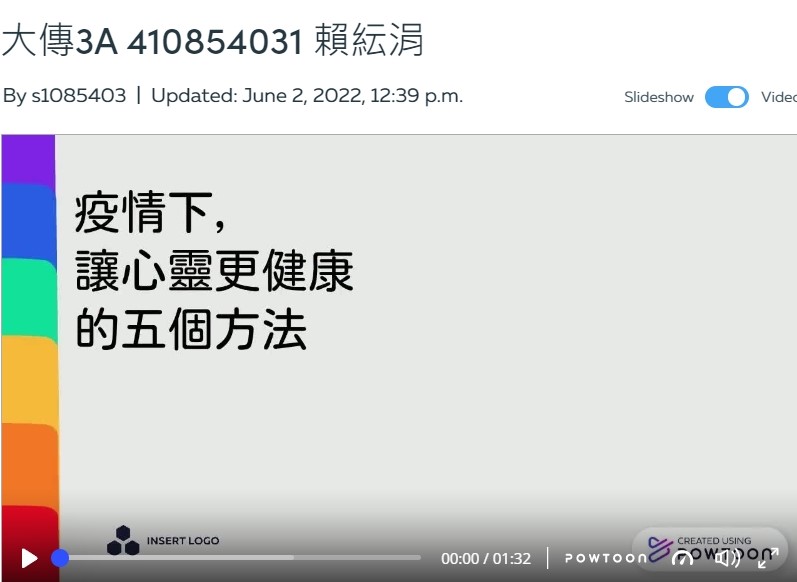 大傳3A 410854031 賴紜涓
By s1085403 | Updated: June 2, 2022, 12:39 p.m.
Slideshow
疫情下,
讓心靈更健康
的五個方法
INSERT LOGO
CREATED USING
POWTOON
00:00 / 01:32
POWTOON